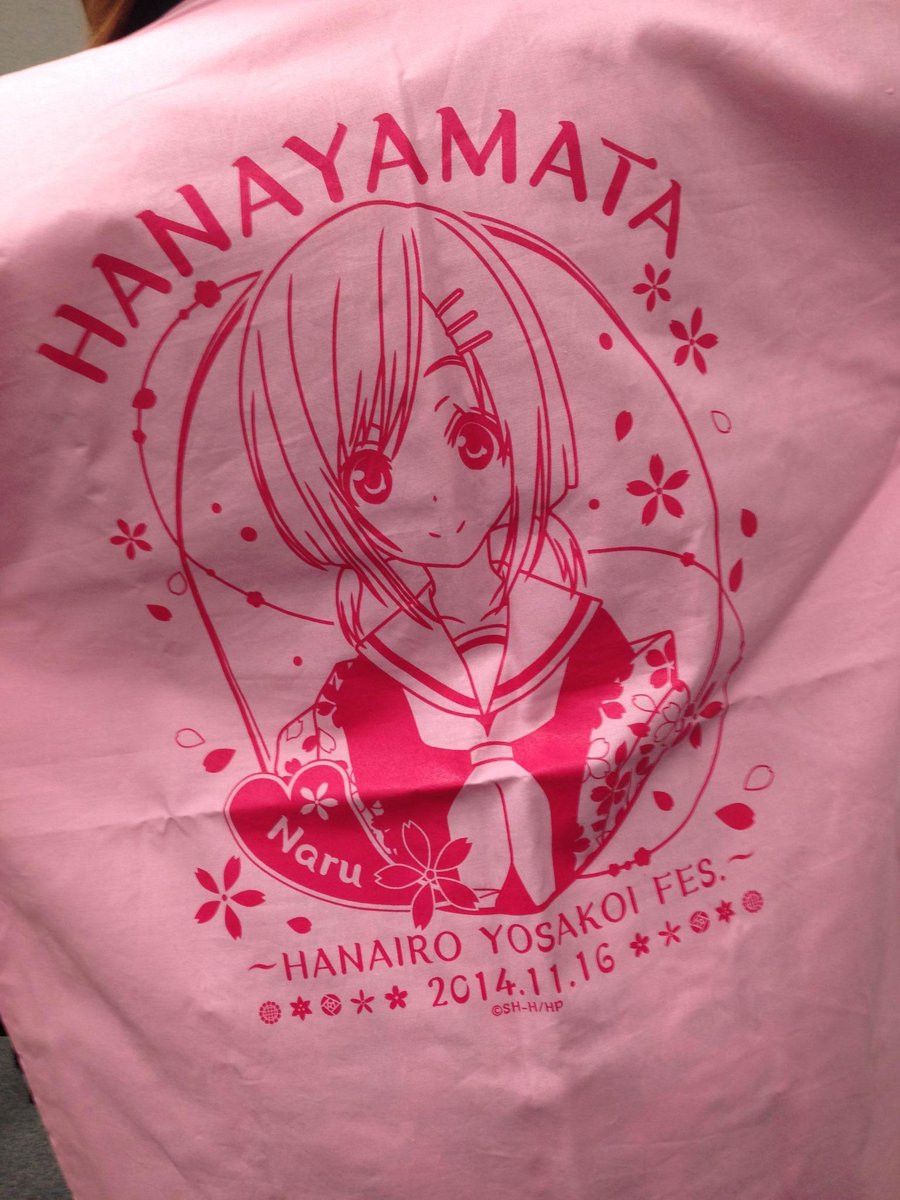 HANAYAMATA
Naru
~HANAIRO YOSAKOI FES.~
2014.11.16
©SH-H/HP